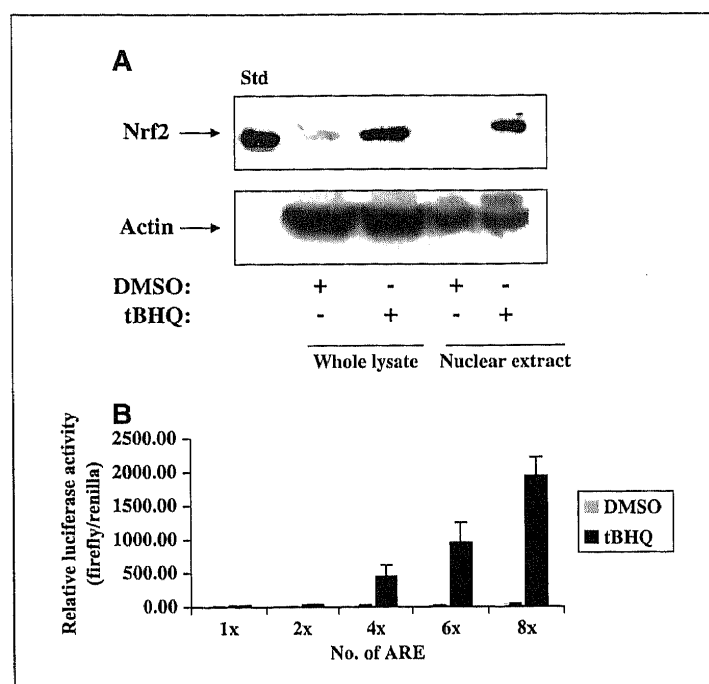 A
Std
Nrf2
Actin
DMSO: + - + -
tBHQ: - + - +
Whole lysate Nuclear extract
B
Relative luciferase activity
(firefly/renilla)
2500.00
2000.00
1500.00
1000.00
500.00
0.00
1x 2x 4x 6x 8x
No. of ARE
DMSO
tBHQ